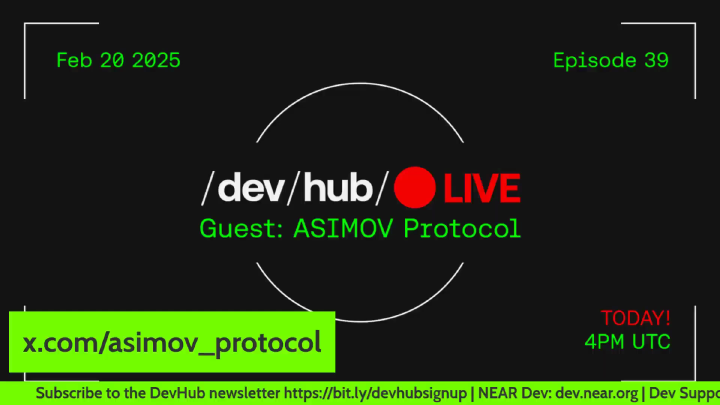 Feb 20 2025
Episode 39
/dev/hub/ LIVE
Guest: ASIMOV Protocol
TODAY!
4PM UTC
x.com/asimov_protocol
Subscribe to the DevHub newsletter https://bit.ly/devhubsignup | NEAR Dev: dev.near.org | Dev